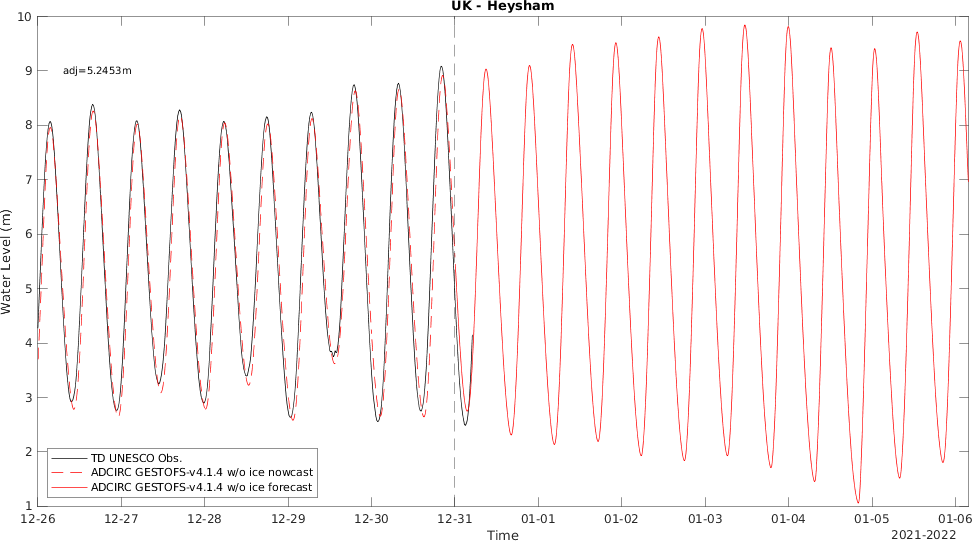 UK - Heysham
10
9
8
7
6
5
4
3
2
1
Water Level (m)
adj=5.2453m
TD UNESCO Obs.
ADCIRC GESTOFS-v4.1.4 w/o ice nowcast
ADCIRC GESTOFS-v4.1.4 w/o ice forecast
12-26 12-27 12-28 12-29 12-30 12-31 01-01 01-02 01-03 01-04 01-05 01-06
Time
2021-2022